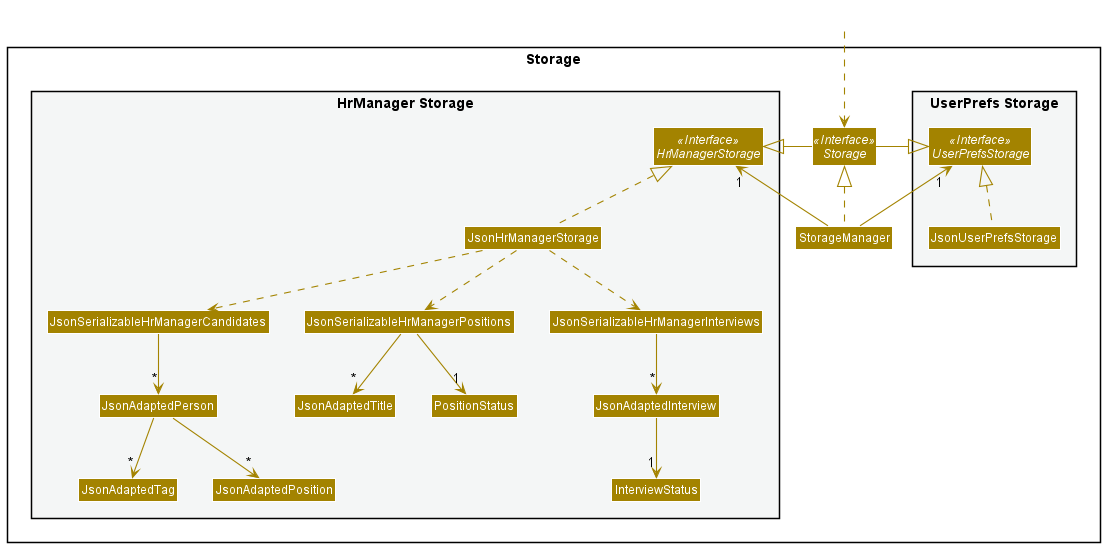 Storage
HrManager Storage
UserPrefs Storage
«Interface»
HrManagerStorage
«Interface»
Storage
«Interface»
UserPrefsStorage
1
1
JsonHrManagerStorage
StorageManager
JsonUserPrefsStorage
JsonSerializableHrManagerCandidates
JsonSerializableHrManagerPositions
JsonSerializableHrManagerInterviews
*
*
1
*
JsonAdaptedPerson
JsonAdaptedTitle
PositionStatus
JsonAdaptedInterview
*
*
1
JsonAdaptedTag
JsonAdaptedPosition
InterviewStatus